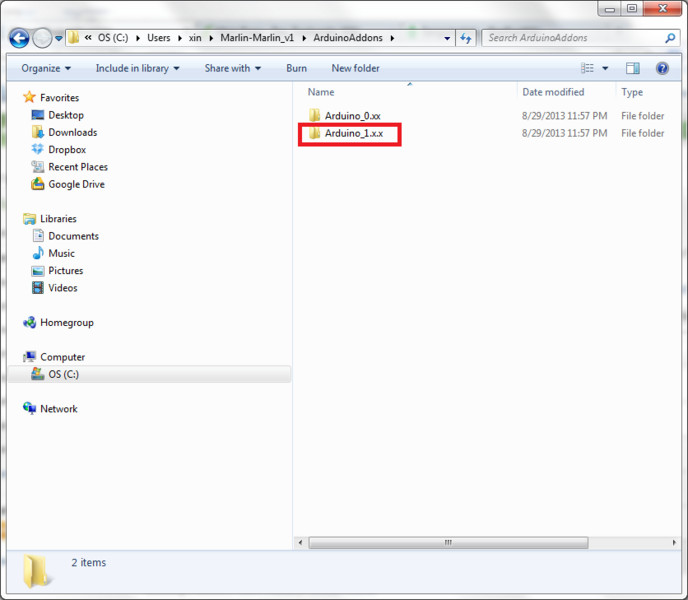 « OS (C:) ▸ Users ▸ xin ▸ Marlin-Marlin_v1 ▸ ArduinoAddons ▸
Search ArduinoAddons
Organize ▾ Include in library ▾ Share with ▾ Burn New folder
Name Date modified Type
Favorites
Desktop
Downloads
Dropbox
Recent Places
Google Drive
Libraries
Documents
Music
Pictures
Videos
Homegroup
Computer
OS (C:)
Network
Arduino_0.xx 8/29/2013 11:57 PM File folder
Arduino_1.x.x 8/29/2013 11:57 PM File folder
2 items